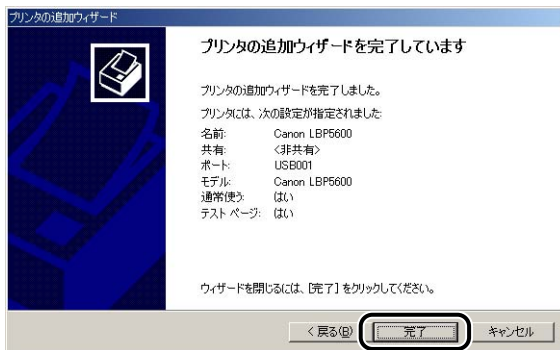 プリンタの追加ウィザード
プリンタの追加ウィザードを完了しています
プリンタの追加ウィザードを完了しました。
プリンタには、次の設定が指定されました:
名前: Canon LBP5600
共有: <非共有>
ポート: USB001
モデル: Canon LBP5600
通常使う: はい
テスト ページ: はい
ウィザードを閉じるには、[完了] をクリックしてください。
< 戻る(B) 完了 キャンセル